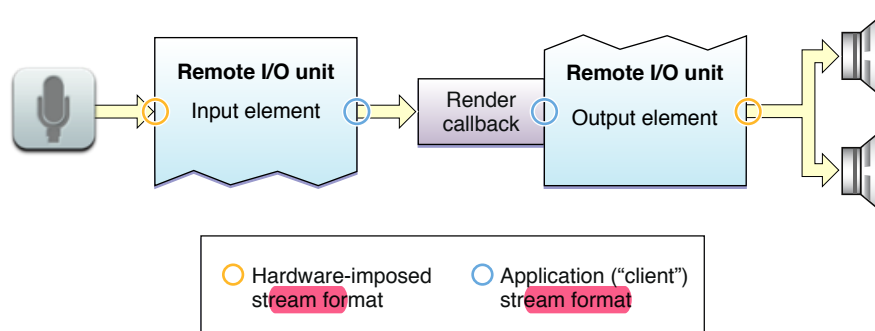 Remote I/O unit
Input element
Render
callback
Remote I/O unit
Output element
Hardware-imposed
stream format
Application (“client”)
stream format